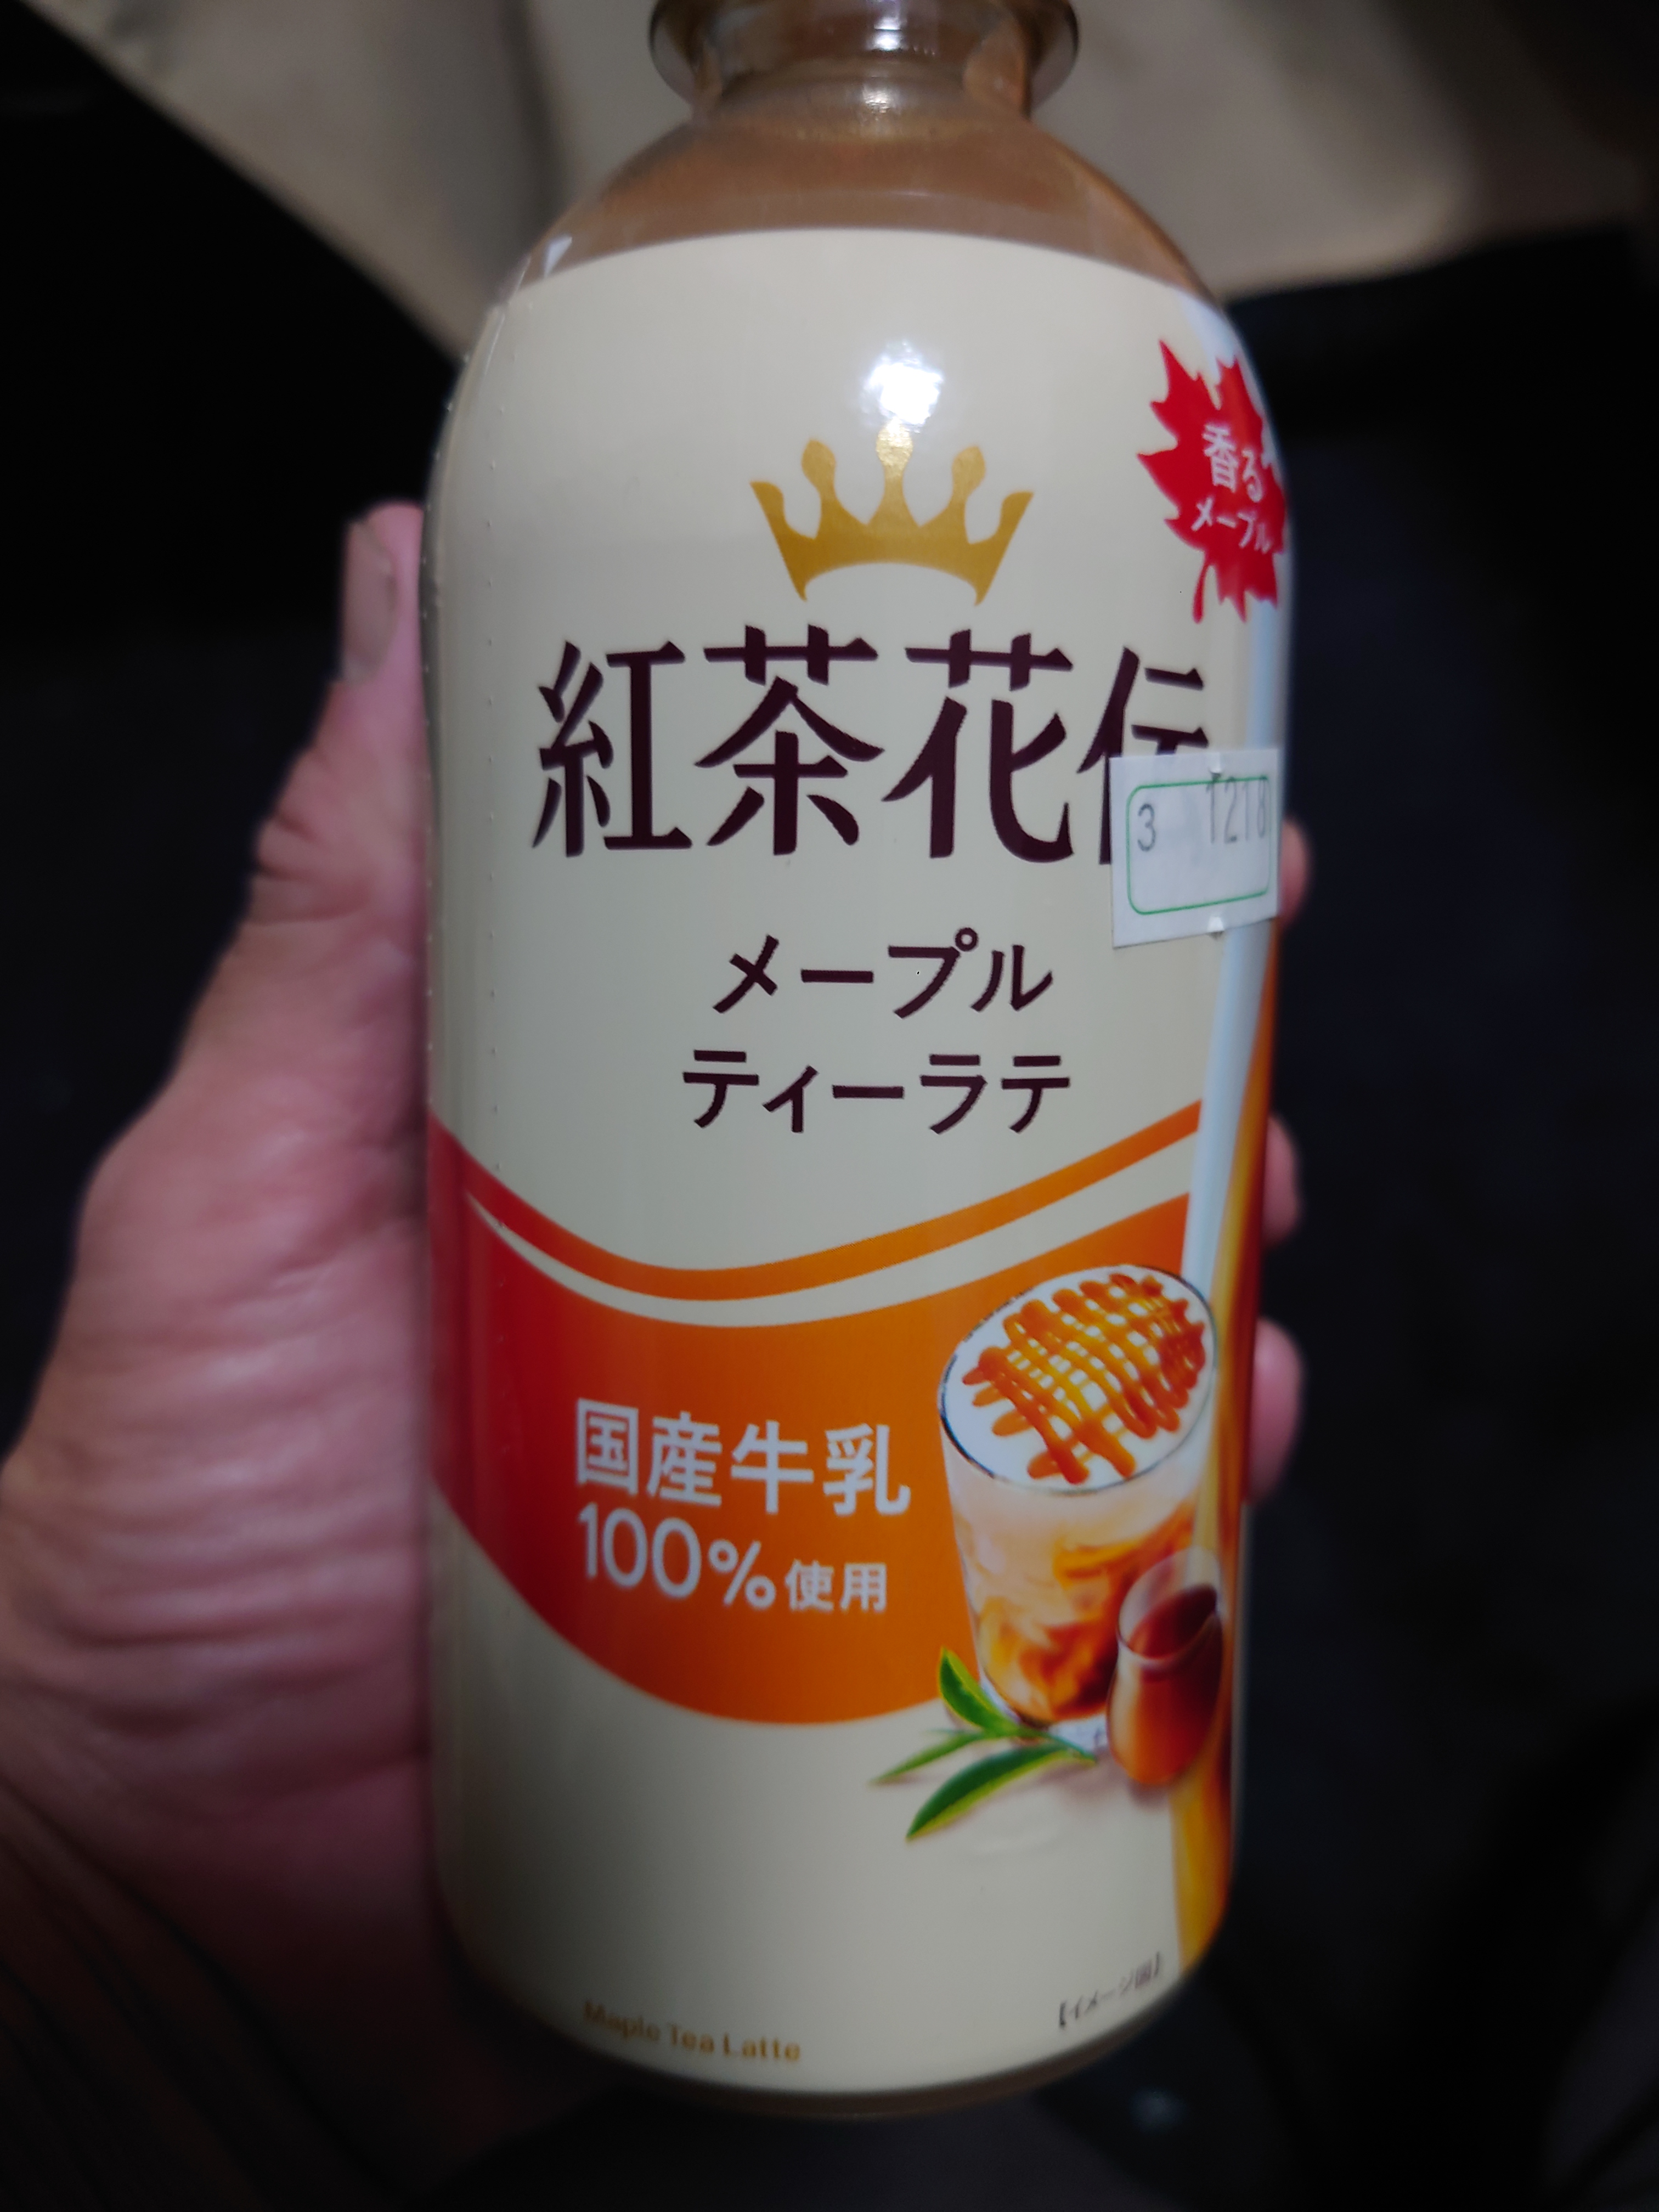 香る
メープル
紅茶花伝
3 1218
メープル
ティーラテ
国産牛乳
100%使用
【イメージ図】
Maple Tea Latte